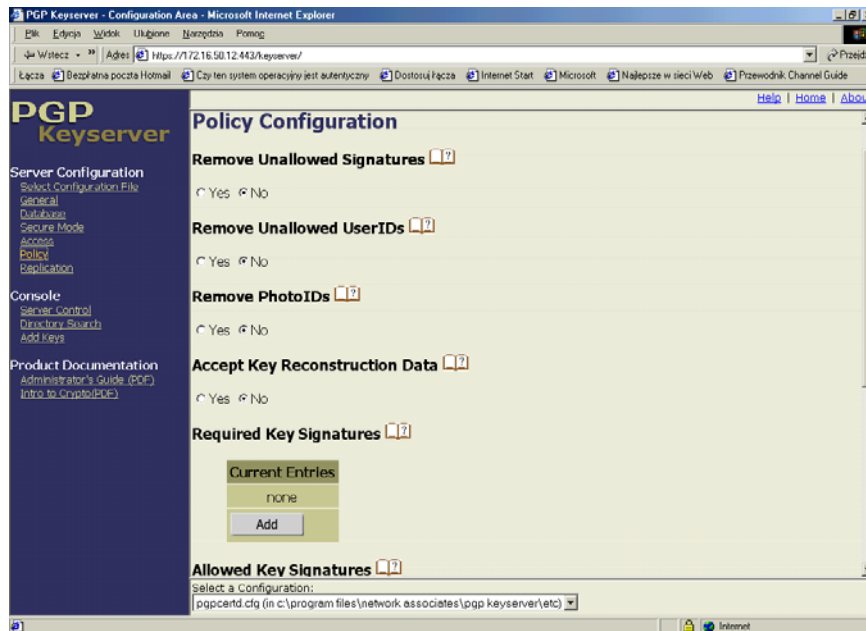 PGP Keyserver - Configuration Area - Microsoft Internet Explorer
Plik Edycja Widok Ulubione Narzędzia Pomoc
Wstecz Adres https://172.16.50.12:443/keyserver/ Przejdź
Łącza Bezpłatna poczta Hotmail Czy ten system operacyjny jest autentyczny Dostosuj łącza Internet Start Microsoft Najlepsze w sieci Web Przewodnik Channel Guide
Help | Home | Abou
PGP
Keyserver
Server Configuration
Select Configuration File
General
Database
Secure Mode
Access
Policy
Replication
Console
Server Control
Directory Search
Add Keys
Product Documentation
Administrator's Guide (PDF)
Intro to Crypto(PDF)
Policy Configuration
Remove Unallowed Signatures
Yes No
Remove Unallowed UserIDs
Yes No
Remove PhotoIDs
Yes No
Accept Key Reconstruction Data
Yes No
Required Key Signatures
Current Entries
none
Add
Allowed Key Signatures
Select a Configuration:
pgpcertd.cfg (in c:\program files\network associates\pgp keyserver\etc)
Internet